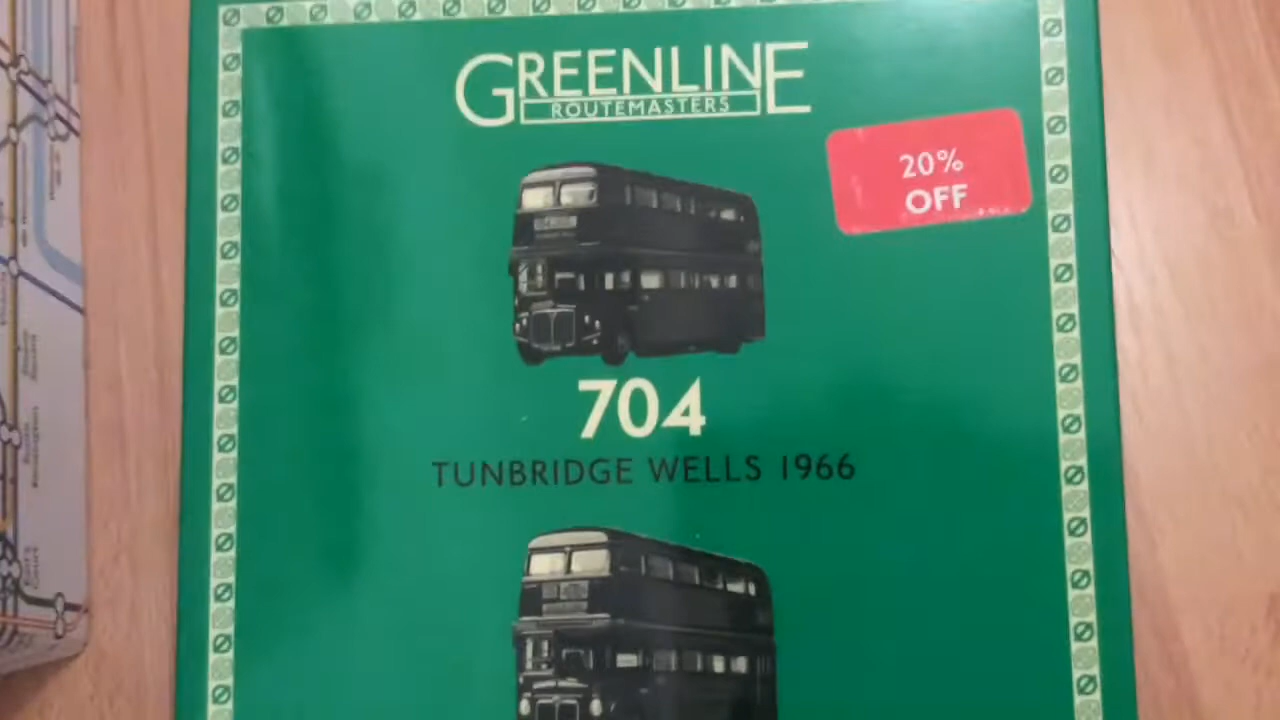 GREENLINE
ROUTEMASTERS
20%
OFF
704
TUNBRIDGE WELLS 1966